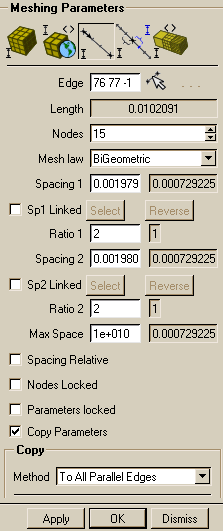 Meshing Parameters
Edge 76 77 -1
Length 0.0102091
Nodes 15
Mesh law BiGeometric
Spacing 1 0.001979 0.000729225
Sp1 Linked Select Reverse
Ratio 1 2 1
Spacing 2 0.001980 0.000729225
Sp2 Linked Select Reverse
Ratio 2 2 1
Max Space 1e+010 0.000729225
Spacing Relative
Nodes Locked
Parameters locked
Copy Parameters
Copy
Method To All Parallel Edges
Apply OK Dismiss